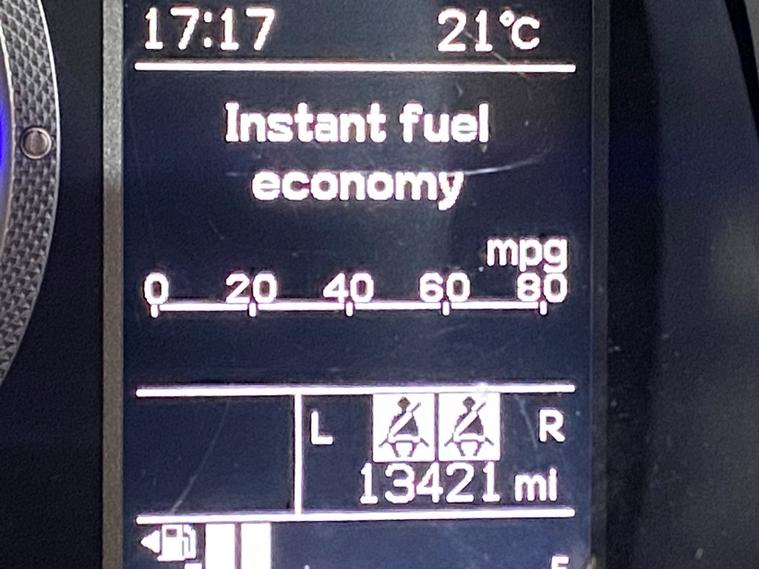 17:17 21°C
Instant fuel
economy
mpg
0 20 40 60 80
L R
13421 mi